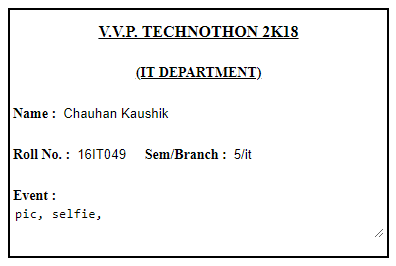 V.V.P. TECHNOTHON 2K18
(IT DEPARTMENT)
Name : Chauhan Kaushik
Roll No. : 16IT049 Sem/Branch : 5/it
Event :
pic, selfie,